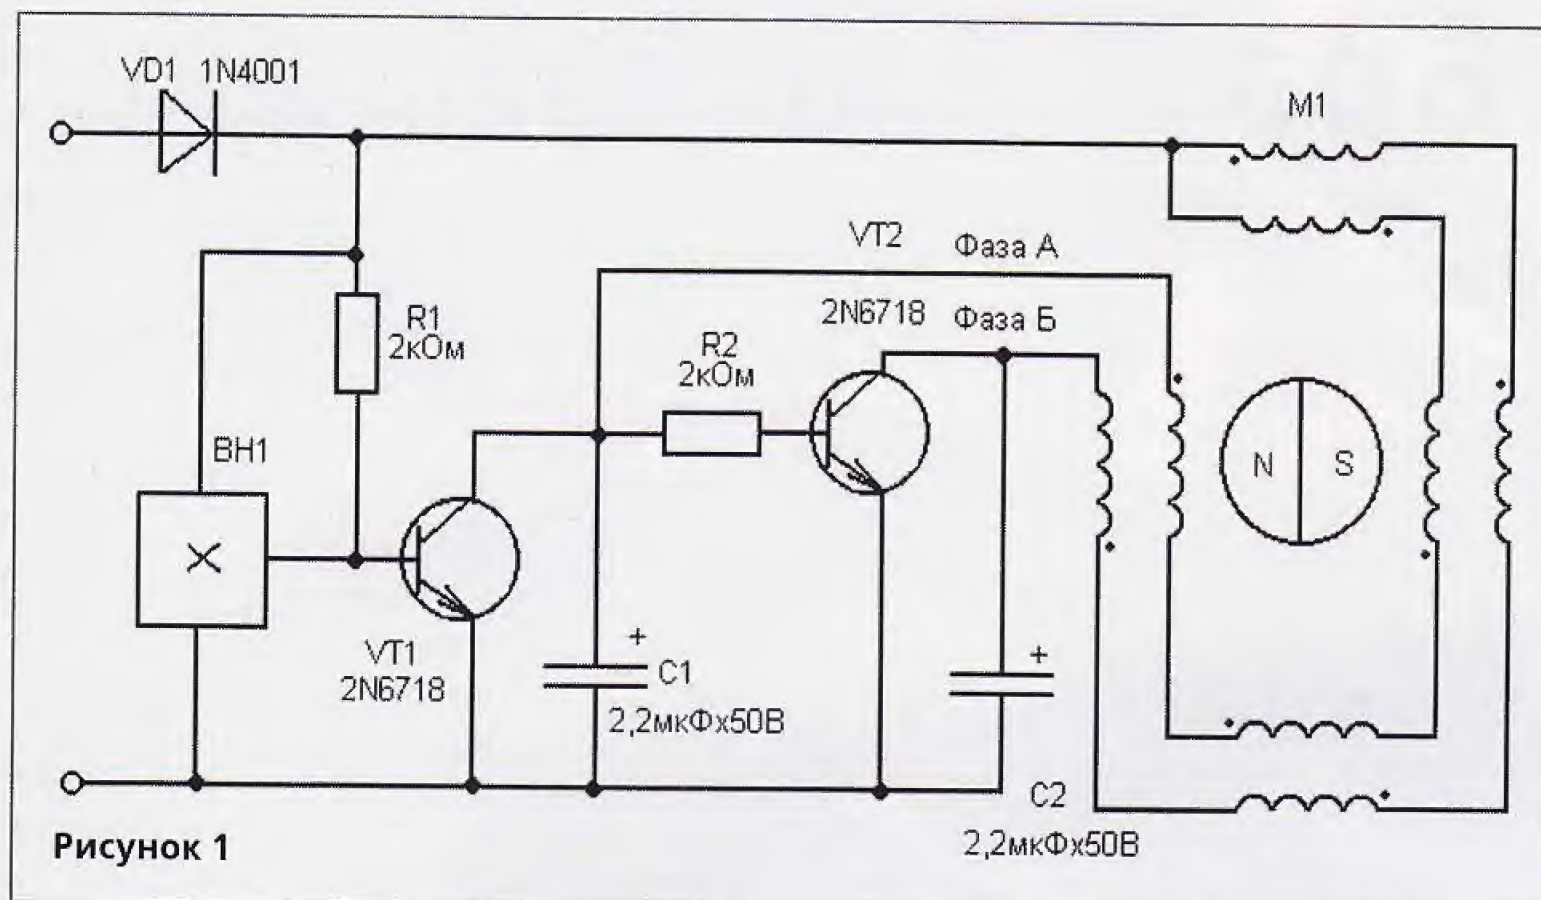 VD1 1N4001
M1
VT2
Фаза А
2N6718
Фаза Б
R1
2кОм
R2
2кОм
BH1
N
S
VT1
2N6718
+
C1
2,2мкФх50В
+
C2
2,2мкФх50В
Рисунок 1